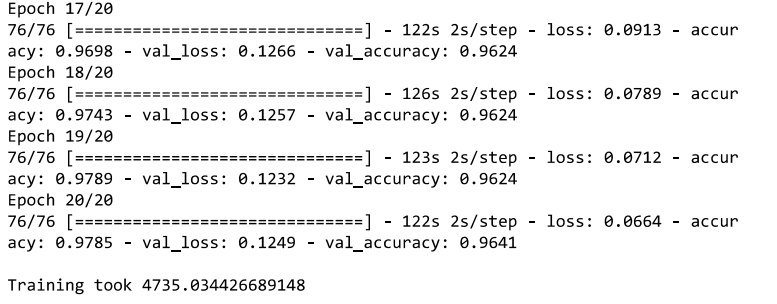 Epoch 17/20
76/76 [==============================] - 122s 2s/step - loss: 0.0913 - accur
acy: 0.9698 - val_loss: 0.1266 - val_accuracy: 0.9624
Epoch 18/20
76/76 [==============================] - 126s 2s/step - loss: 0.0789 - accur
acy: 0.9743 - val_loss: 0.1257 - val_accuracy: 0.9624
Epoch 19/20
76/76 [==============================] - 123s 2s/step - loss: 0.0712 - accur
acy: 0.9789 - val_loss: 0.1232 - val_accuracy: 0.9624
Epoch 20/20
76/76 [==============================] - 122s 2s/step - loss: 0.0664 - accur
acy: 0.9785 - val_loss: 0.1249 - val_accuracy: 0.9641
Training took 4735.034426689148